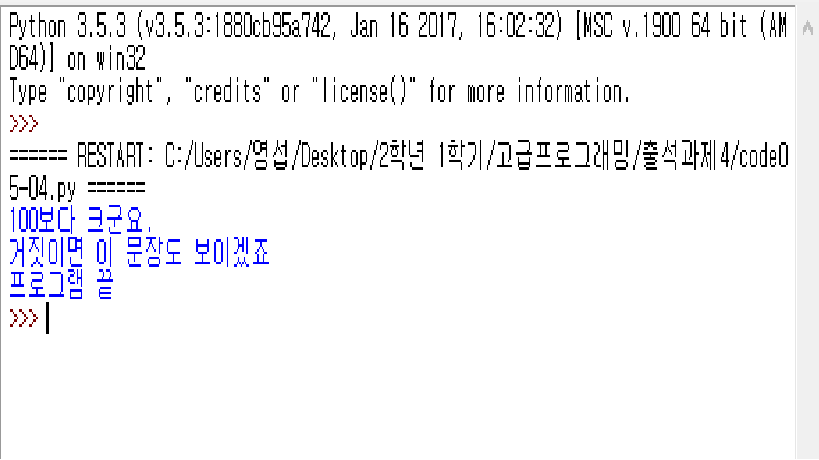 Python 3.5.3 (v3.5.3:1880cb95a742, Jan 16 2017, 16:02:32) [MSC v.1900 64 bit (AM
D64)] on win32
Type "copyright", "credits" or "license()" for more information.
>>>
====== RESTART: C:/Users/영섭/Desktop/2학년 1학기/고급프로그래밍/출석과제4/code0
5-04.py ======
100보다 크군요.
거짓이면 이 문장도 보이겠죠
프로그램 끝
>>>